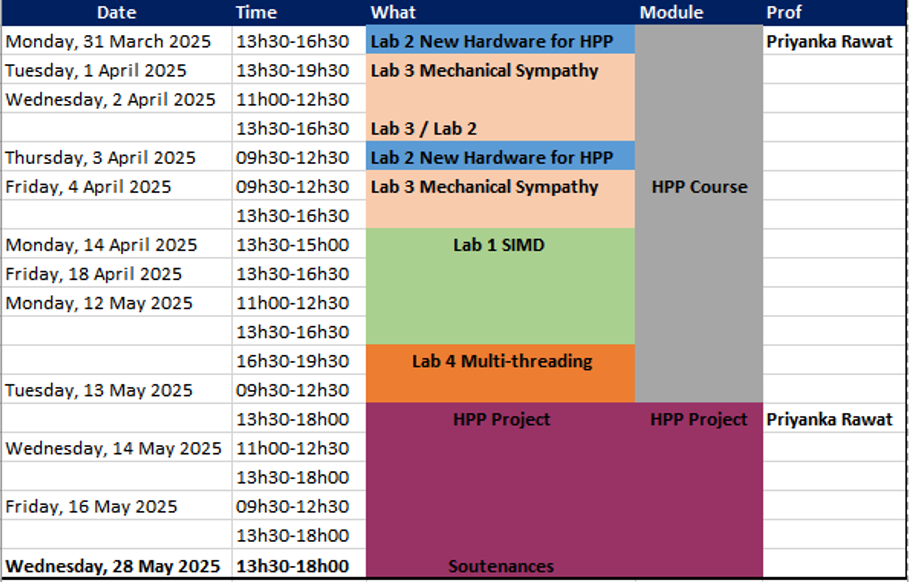 Date Time What Module Prof
Monday, 31 March 2025 13h30-16h30 Lab 2 New Hardware for HPP Priyanka Rawat
Tuesday, 1 April 2025 13h30-19h30 Lab 3 Mechanical Sympathy
Wednesday, 2 April 2025 11h00-12h30
13h30-16h30 Lab 3 / Lab 2
Thursday, 3 April 2025 09h30-12h30 Lab 2 New Hardware for HPP
Friday, 4 April 2025 09h30-12h30 Lab 3 Mechanical Sympathy HPP Course
13h30-16h30
Monday, 14 April 2025 13h30-15h00 Lab 1 SIMD
Friday, 18 April 2025 13h30-16h30
Monday, 12 May 2025 11h00-12h30
13h30-16h30
16h30-19h30 Lab 4 Multi-threading
Tuesday, 13 May 2025 09h30-12h30
13h30-18h00 HPP Project HPP Project Priyanka Rawat
Wednesday, 14 May 2025 11h00-12h30
13h30-18h00
Friday, 16 May 2025 09h30-12h30
13h30-18h00
Wednesday, 28 May 2025 13h30-18h00 Soutenances